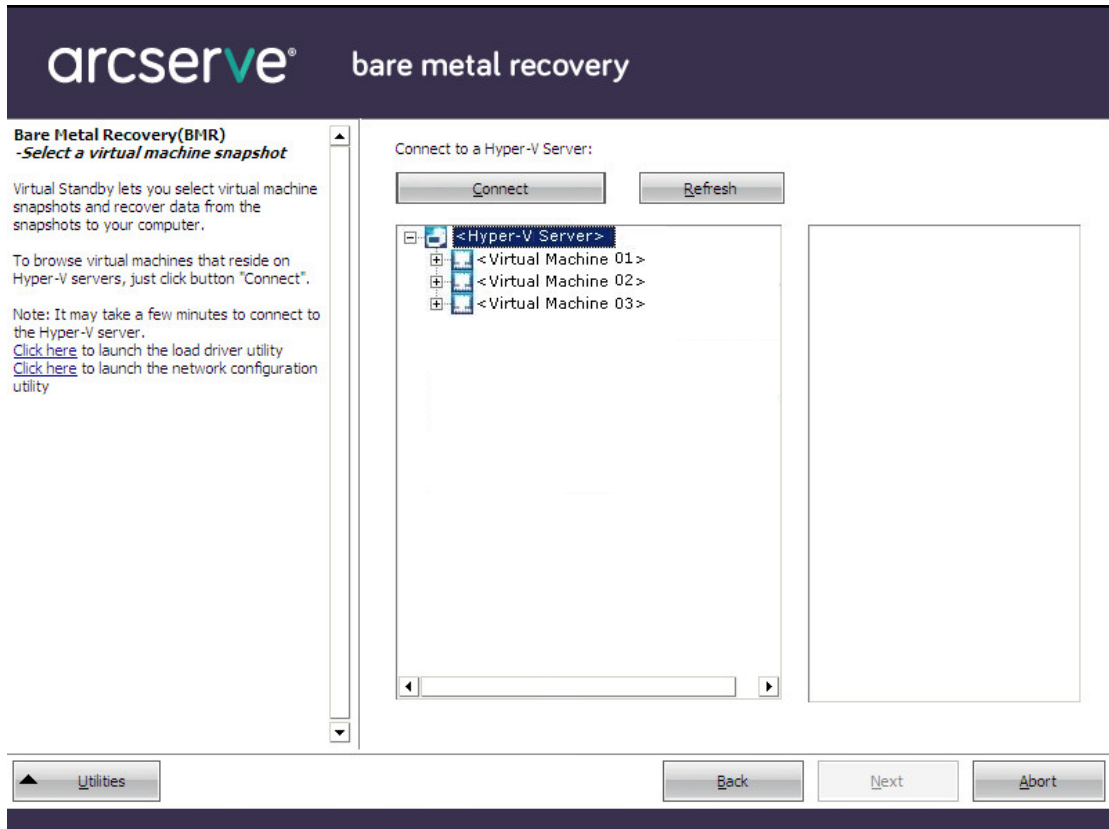 arcserve®
bare metal recovery
Bare Metal Recovery(BMR)
-Select a virtual machine snapshot
Virtual Standby lets you select virtual machine
snapshots and recover data from the
snapshots to your computer.
To browse virtual machines that reside on
Hyper-V servers, just click button "Connect".
Note: It may take a few minutes to connect to
the Hyper-V server.
Click here to launch the load driver utility
Click here to launch the network configuration
utility
Connect to a Hyper-V Server:
Connect
Refresh
<Hyper-V Server>
<Virtual Machine 01>
<Virtual Machine 02>
<Virtual Machine 03>
Utilities
Back
Next
Abort